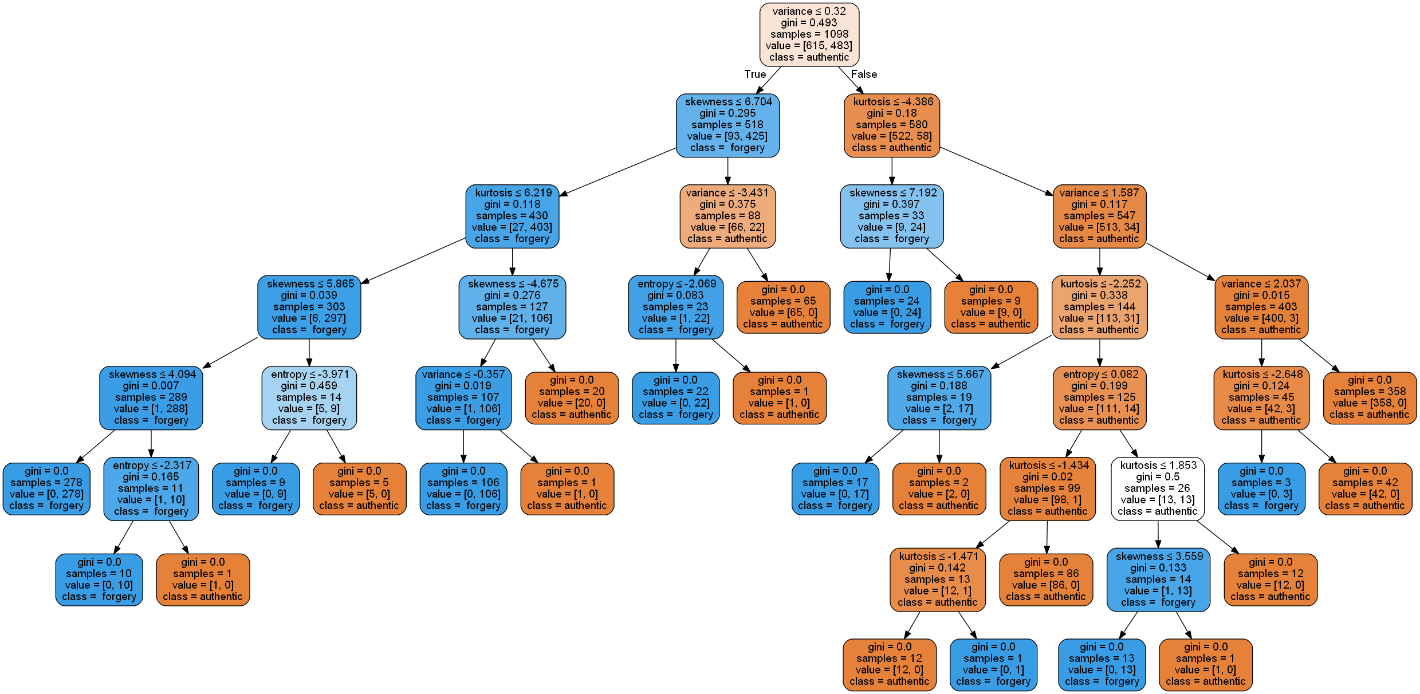 variance ≤ 0.32
gini = 0.493
samples = 1098
value = [615, 483]
class = authentic
True
False
skewness ≤ 6.704
gini = 0.295
samples = 518
value = [93, 425]
class = forgery
kurtosis ≤ -4.386
gini = 0.18
samples = 580
value = [522, 58]
class = authentic
kurtosis ≤ 6.219
gini = 0.118
samples = 430
value = [27, 403]
class = forgery
variance ≤ -3.431
gini = 0.375
samples = 88
value = [66, 22]
class = authentic
skewness ≤ 7.192
gini = 0.397
samples = 33
value = [9, 24]
class = forgery
variance ≤ 1.587
gini = 0.117
samples = 547
value = [513, 34]
class = authentic
skewness ≤ 5.865
gini = 0.039
samples = 303
value = [6, 297]
class = forgery
skewness ≤ -4.675
gini = 0.276
samples = 127
value = [21, 106]
class = forgery
entropy ≤ -2.069
gini = 0.083
samples = 23
value = [1, 22]
class = forgery
gini = 0.0
samples = 65
value = [65, 0]
class = authentic
gini = 0.0
samples = 24
value = [0, 24]
class = forgery
gini = 0.0
samples = 9
value = [9, 0]
class = authentic
kurtosis ≤ -2.252
gini = 0.338
samples = 144
value = [113, 31]
class = authentic
variance ≤ 2.037
gini = 0.015
samples = 403
value = [400, 3]
class = authentic
skewness ≤ 4.094
gini = 0.007
samples = 289
value = [1, 288]
class = forgery
entropy ≤ -3.971
gini = 0.459
samples = 14
value = [5, 9]
class = forgery
variance ≤ -0.357
gini = 0.019
samples = 107
value = [1, 106]
class = forgery
gini = 0.0
samples = 20
value = [20, 0]
class = authentic
gini = 0.0
samples = 22
value = [0, 22]
class = forgery
gini = 0.0
samples = 1
value = [1, 0]
class = authentic
skewness ≤ 5.667
gini = 0.188
samples = 19
value = [2, 17]
class = forgery
entropy ≤ 0.082
gini = 0.199
samples = 125
value = [111, 14]
class = authentic
kurtosis ≤ -2.648
gini = 0.124
samples = 45
value = [42, 3]
class = authentic
gini = 0.0
samples = 358
value = [358, 0]
class = authentic
gini = 0.0
samples = 278
value = [0, 278]
class = forgery
entropy ≤ -2.317
gini = 0.165
samples = 11
value = [1, 10]
class = forgery
gini = 0.0
samples = 9
value = [0, 9]
class = forgery
gini = 0.0
samples = 5
value = [5, 0]
class = authentic
gini = 0.0
samples = 106
value = [0, 106]
class = forgery
gini = 0.0
samples = 1
value = [1, 0]
class = authentic
gini = 0.0
samples = 17
value = [0, 17]
class = forgery
gini = 0.0
samples = 2
value = [2, 0]
class = authentic
kurtosis ≤ -1.434
gini = 0.02
samples = 99
value = [98, 1]
class = authentic
kurtosis ≤ 1.853
gini = 0.5
samples = 26
value = [13, 13]
class = authentic
gini = 0.0
samples = 3
value = [0, 3]
class = forgery
gini = 0.0
samples = 42
value = [42, 0]
class = authentic
gini = 0.0
samples = 10
value = [0, 10]
class = forgery
gini = 0.0
samples = 1
value = [1, 0]
class = authentic
kurtosis ≤ -1.471
gini = 0.142
samples = 13
value = [12, 1]
class = authentic
gini = 0.0
samples = 86
value = [86, 0]
class = authentic
skewness ≤ 3.559
gini = 0.133
samples = 14
value = [1, 13]
class = forgery
gini = 0.0
samples = 12
value = [12, 0]
class = authentic
gini = 0.0
samples = 12
value = [12, 0]
class = authentic
gini = 0.0
samples = 1
value = [0, 1]
class = forgery
gini = 0.0
samples = 13
value = [0, 13]
class = forgery
gini = 0.0
samples = 1
value = [1, 0]
class = authentic